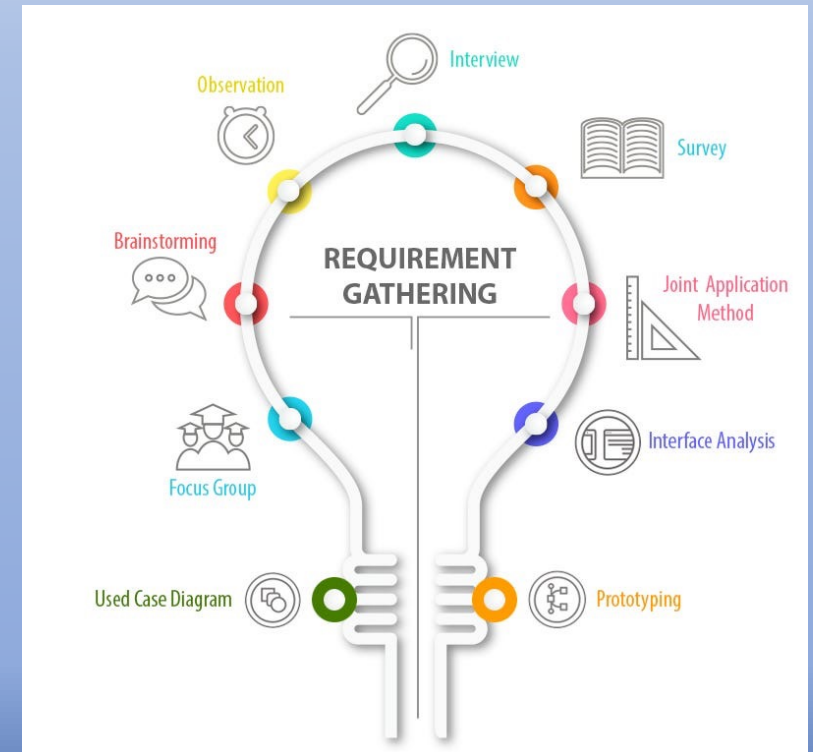 Interview
Observation
Survey
Brainstorming
REQUIREMENT
GATHERING
Joint Application
Method
Interface Analysis
Focus Group
Used Case Diagram
Prototyping